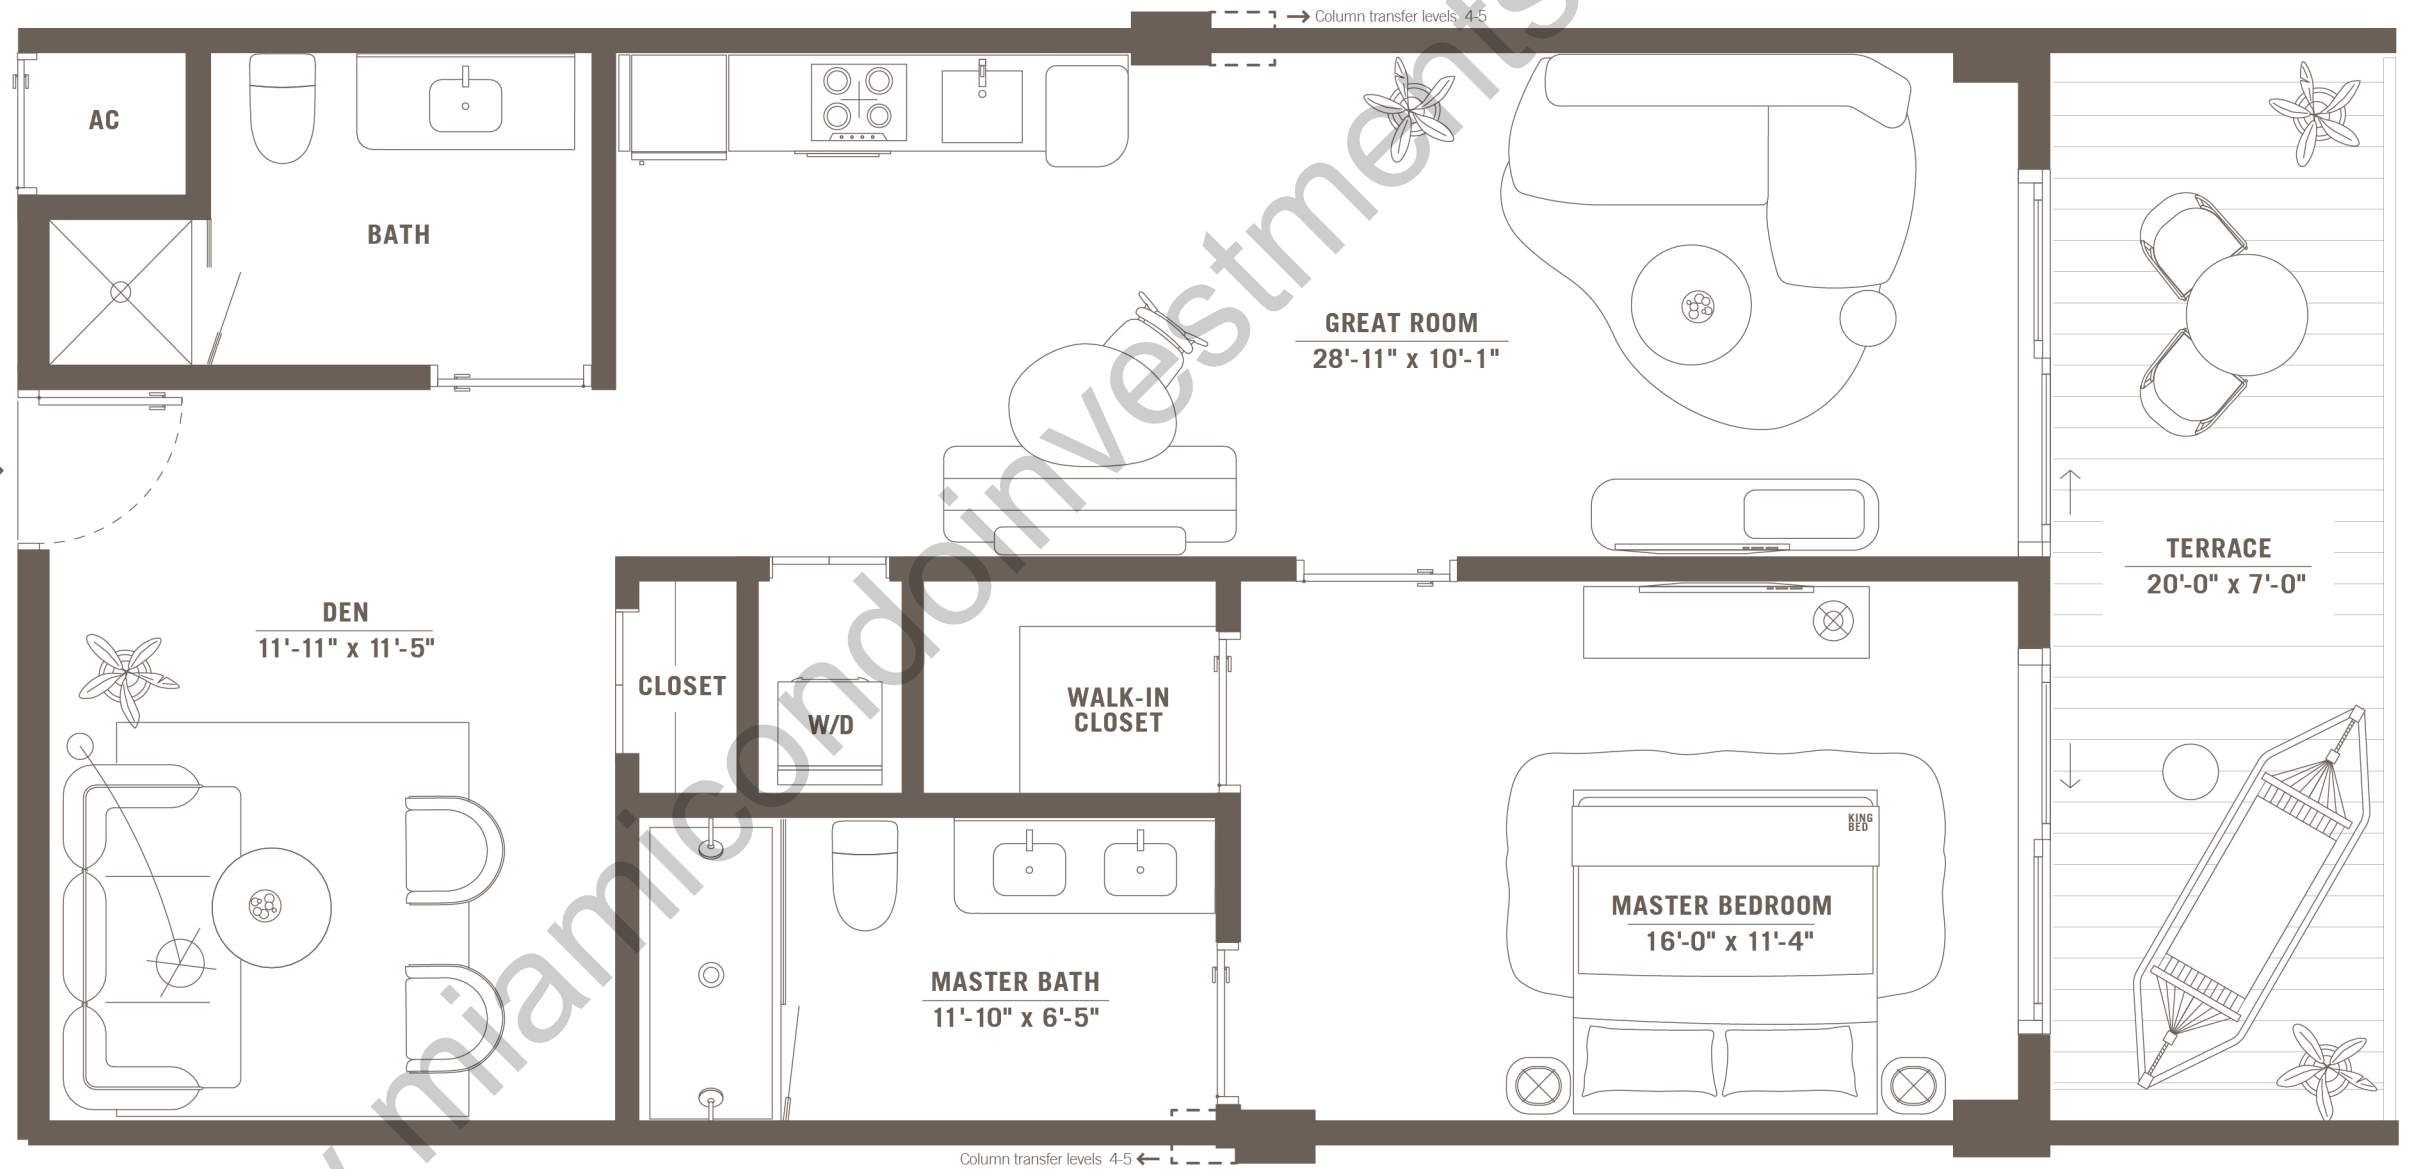 Column transfer levels 4-5
AC
BATH
GREAT ROOM
28'-11" x 10'-1"
TERRACE
20'-0" x 7'-0"
DEN
11'-11" x 11'-5"
CLOSET
W/D
WALK-IN
CLOSET
KING
BED
MASTER BEDROOM
16'-0" x 11'-4"
MASTER BATH
11'-10" x 6'-5"
Column transfer levels 4-5
miamicondoinvestments